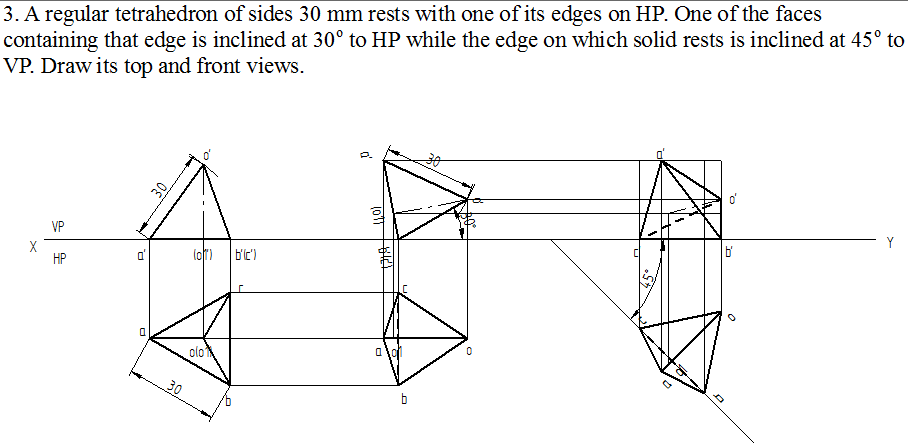 3. A regular tetrahedron of sides 30 mm rests with one of its edges on HP. One of the faces
containing that edge is inclined at 30° to HP while the edge on which solid rests is inclined at 45° to
VP. Draw its top and front views.
o'
30
VP
X
HP
a'
b'(c')
a
c
b
30
30
30°
a
c
o1
o
b
a'
o'
c
b'
Y
45°
o
a
b